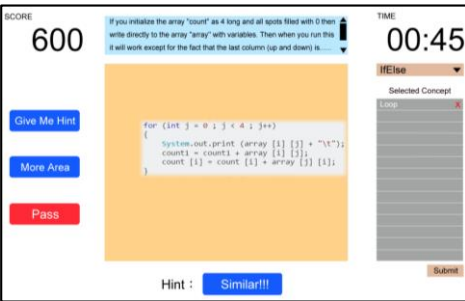 SCORE
600
If you initialize the array "count" as 4 long and all spots filled with 0 then
write directly to the array "array" with variables. Then when you run this
it will work except for the fact that the last column (up and down) is.....
TIME
00:45
IfElse
Selected Concept
Loop X
Give Me Hint
More Area
Pass
for (int j = 0 ; j < 4 ; j++)
{
System.out.print (array [i] [j] + "\t");
counti = counti + array [i] [j];
count [i] = count [i] + array [j] [i];
}
Submit
Hint : Similar!!!